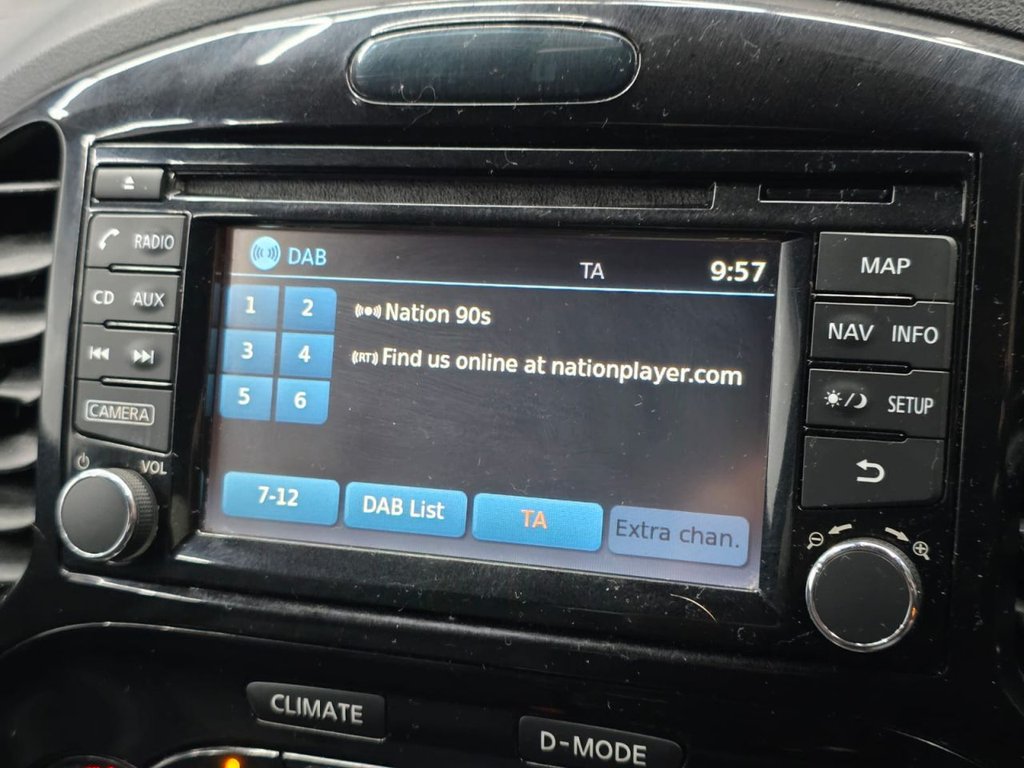 RADIO
CD AUX
CAMERA
VOL
DAB
TA 9:57
1 2
3 4
5 6
Nation 90s
(RT) Find us online at nationplayer.com
7-12 DAB List TA Extra chan.
MAP
NAV INFO
SETUP
CLIMATE
D-MODE